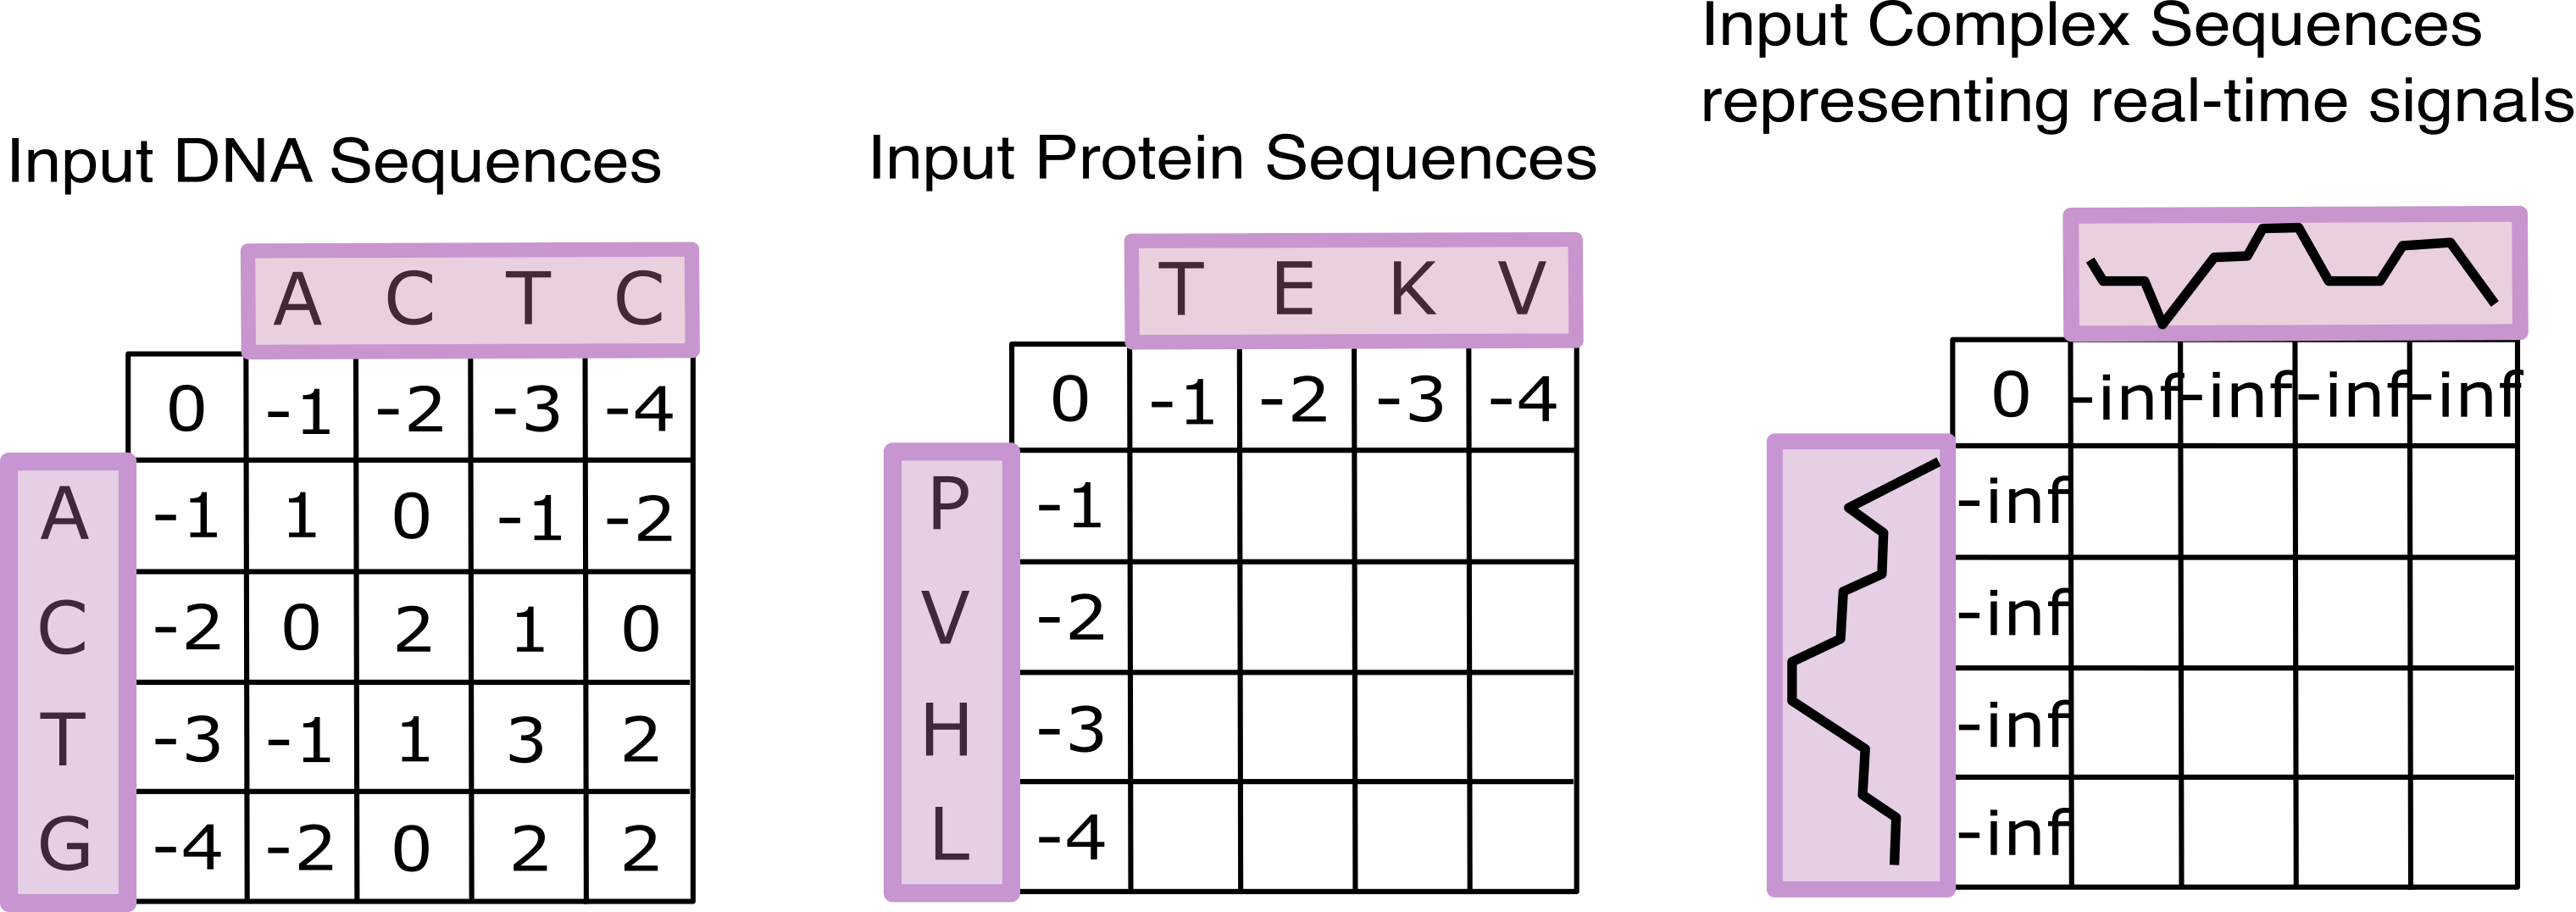 Input DNA Sequences
A C T C
0 -1 -2 -3 -4
A -1 1 0 -1 -2
C -2 0 2 1 0
T -3 -1 1 3 2
G -4 -2 0 2 2
Input Protein Sequences
T E K V
0 -1 -2 -3 -4
P -1
V -2
H -3
L -4
Input Complex Sequences
representing real-time signals
0 -inf -inf -inf -inf
-inf
-inf
-inf
-inf